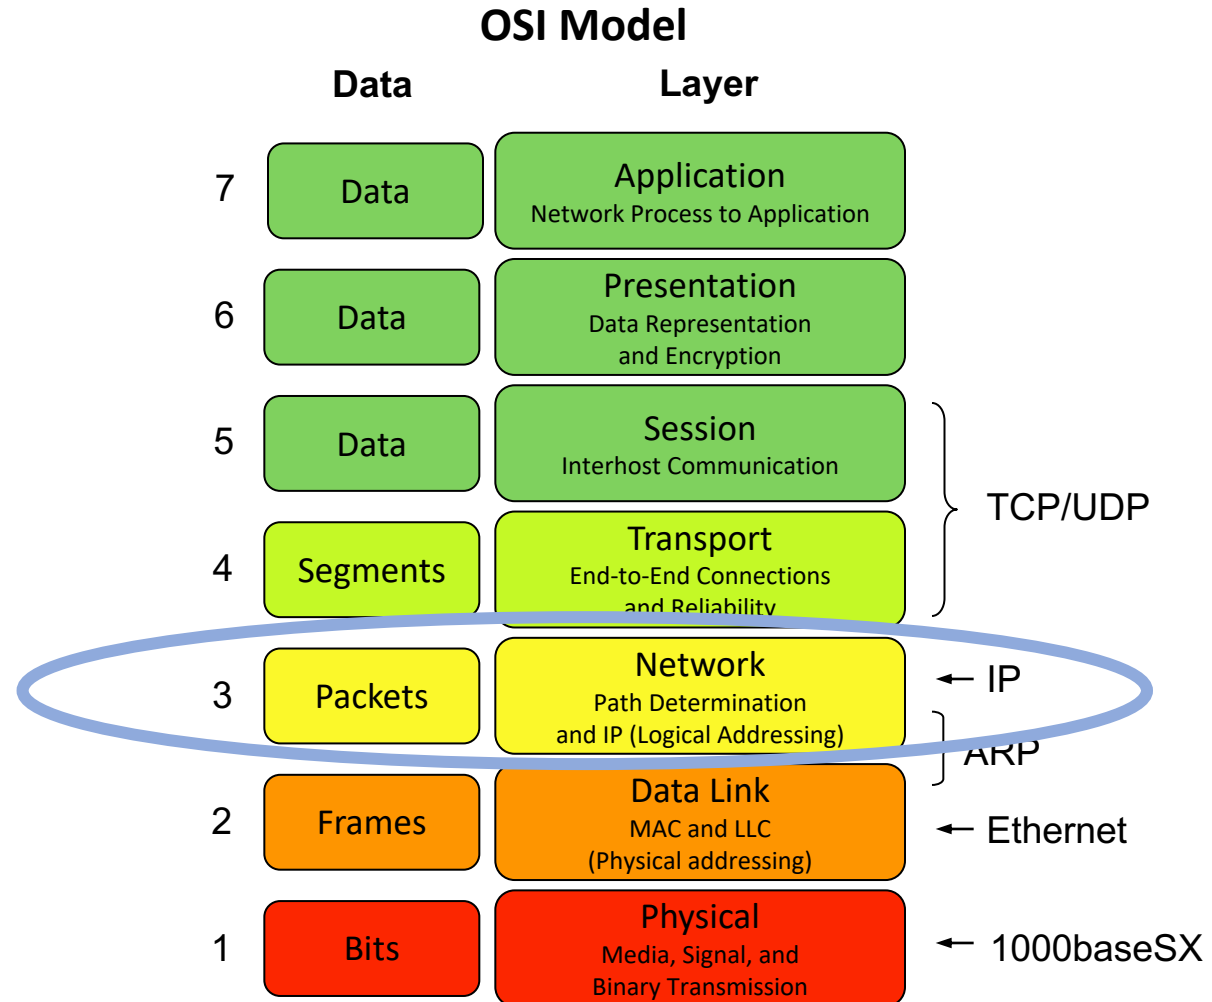 OSI Model
Data Layer
7
Data
Application
Network Process to Application
6
Data
Presentation
Data Representation
and Encryption
5
Data
Session
Interhost Communication
TCP/UDP
4
Segments
Transport
End-to-End Connections
and Reliability
3
Packets
Network
Path Determination
and IP (Logical Addressing)
IP
ARP
2
Frames
Data Link
MAC and LLC
(Physical addressing)
Ethernet
1
Bits
Physical
Media, Signal, and
Binary Transmission
1000baseSX